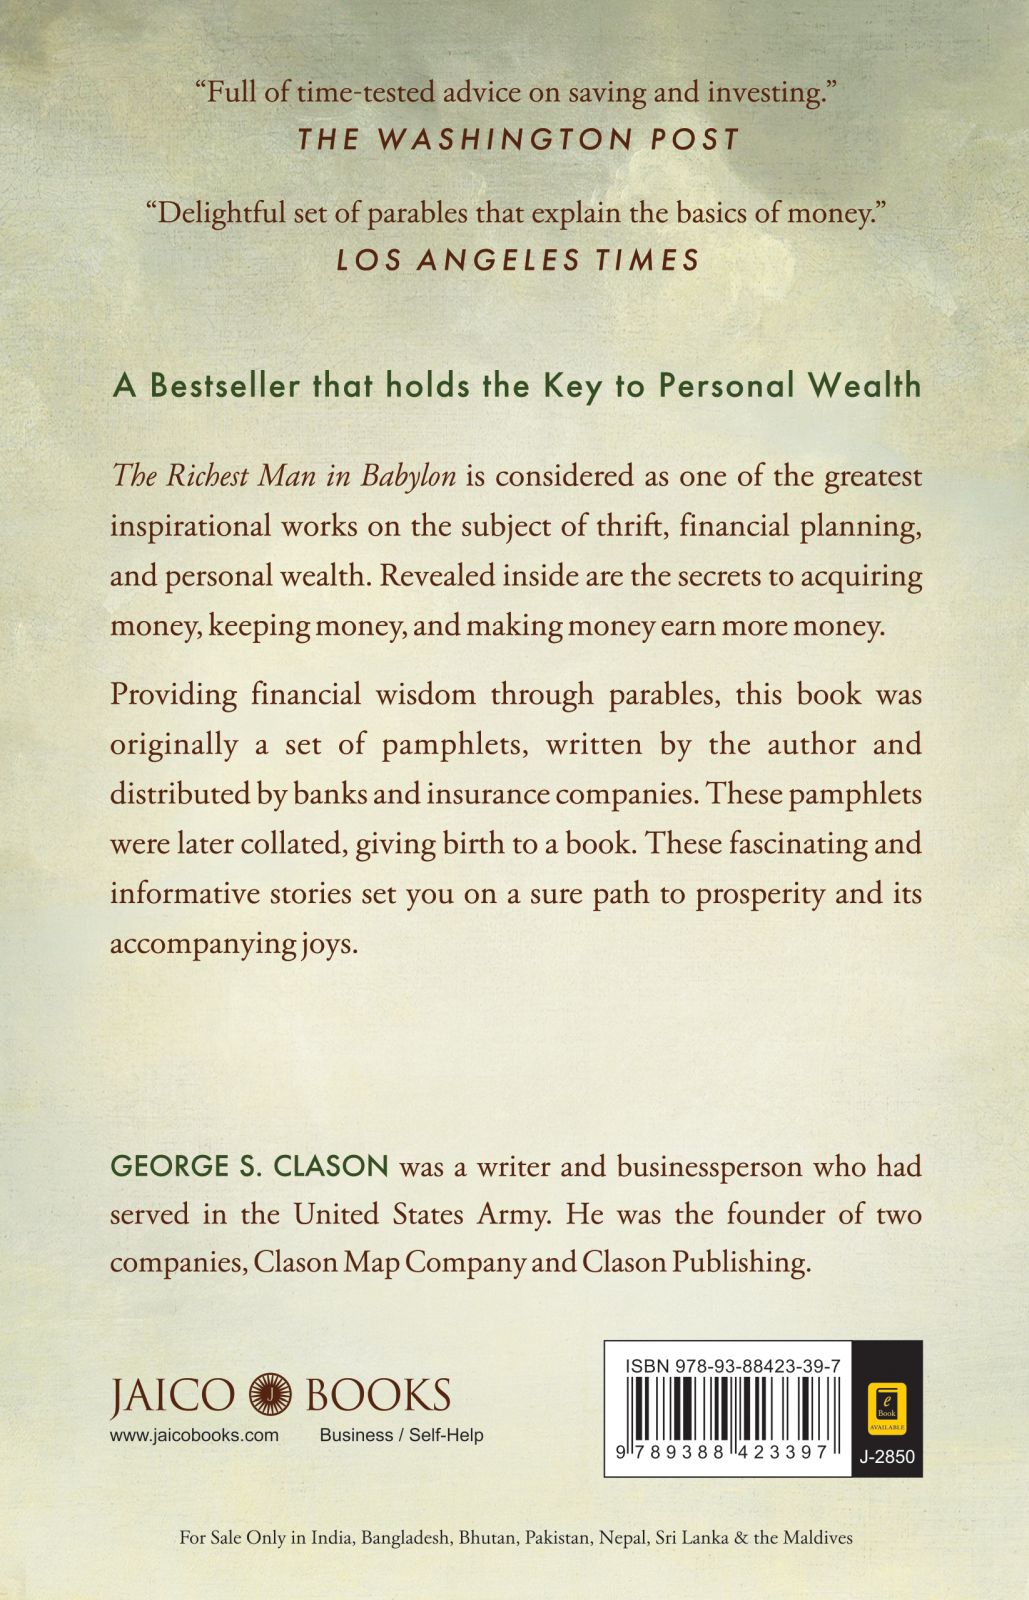 “Full of time-tested advice on saving and investing.”
THE WASHINGTON POST
“Delightful set of parables that explain the basics of money.”
LOS ANGELES TIMES
A Bestseller that holds the Key to Personal Wealth
The Richest Man in Babylon is considered as one of the greatest
inspirational works on the subject of thrift, financial planning,
and personal wealth. Revealed inside are the secrets to acquiring
money, keeping money, and making money earn more money.
Providing financial wisdom through parables, this book was
originally a set of pamphlets, written by the author and
distributed by banks and insurance companies. These pamphlets
were later collated, giving birth to a book. These fascinating and
informative stories set you on a sure path to prosperity and its
accompanying joys.
GEORGE S. CLASON was a writer and businessperson who had
served in the United States Army. He was the founder of two
companies, Clason Map Company and Clason Publishing.
JAICO J BOOKS
www.jaicobooks.com Business / Self-Help
ISBN 978-93-88423-39-7
9 789388 423397
e
Book
AVAILABLE
J-2850
For Sale Only in India, Bangladesh, Bhutan, Pakistan, Nepal, Sri Lanka & the Maldives